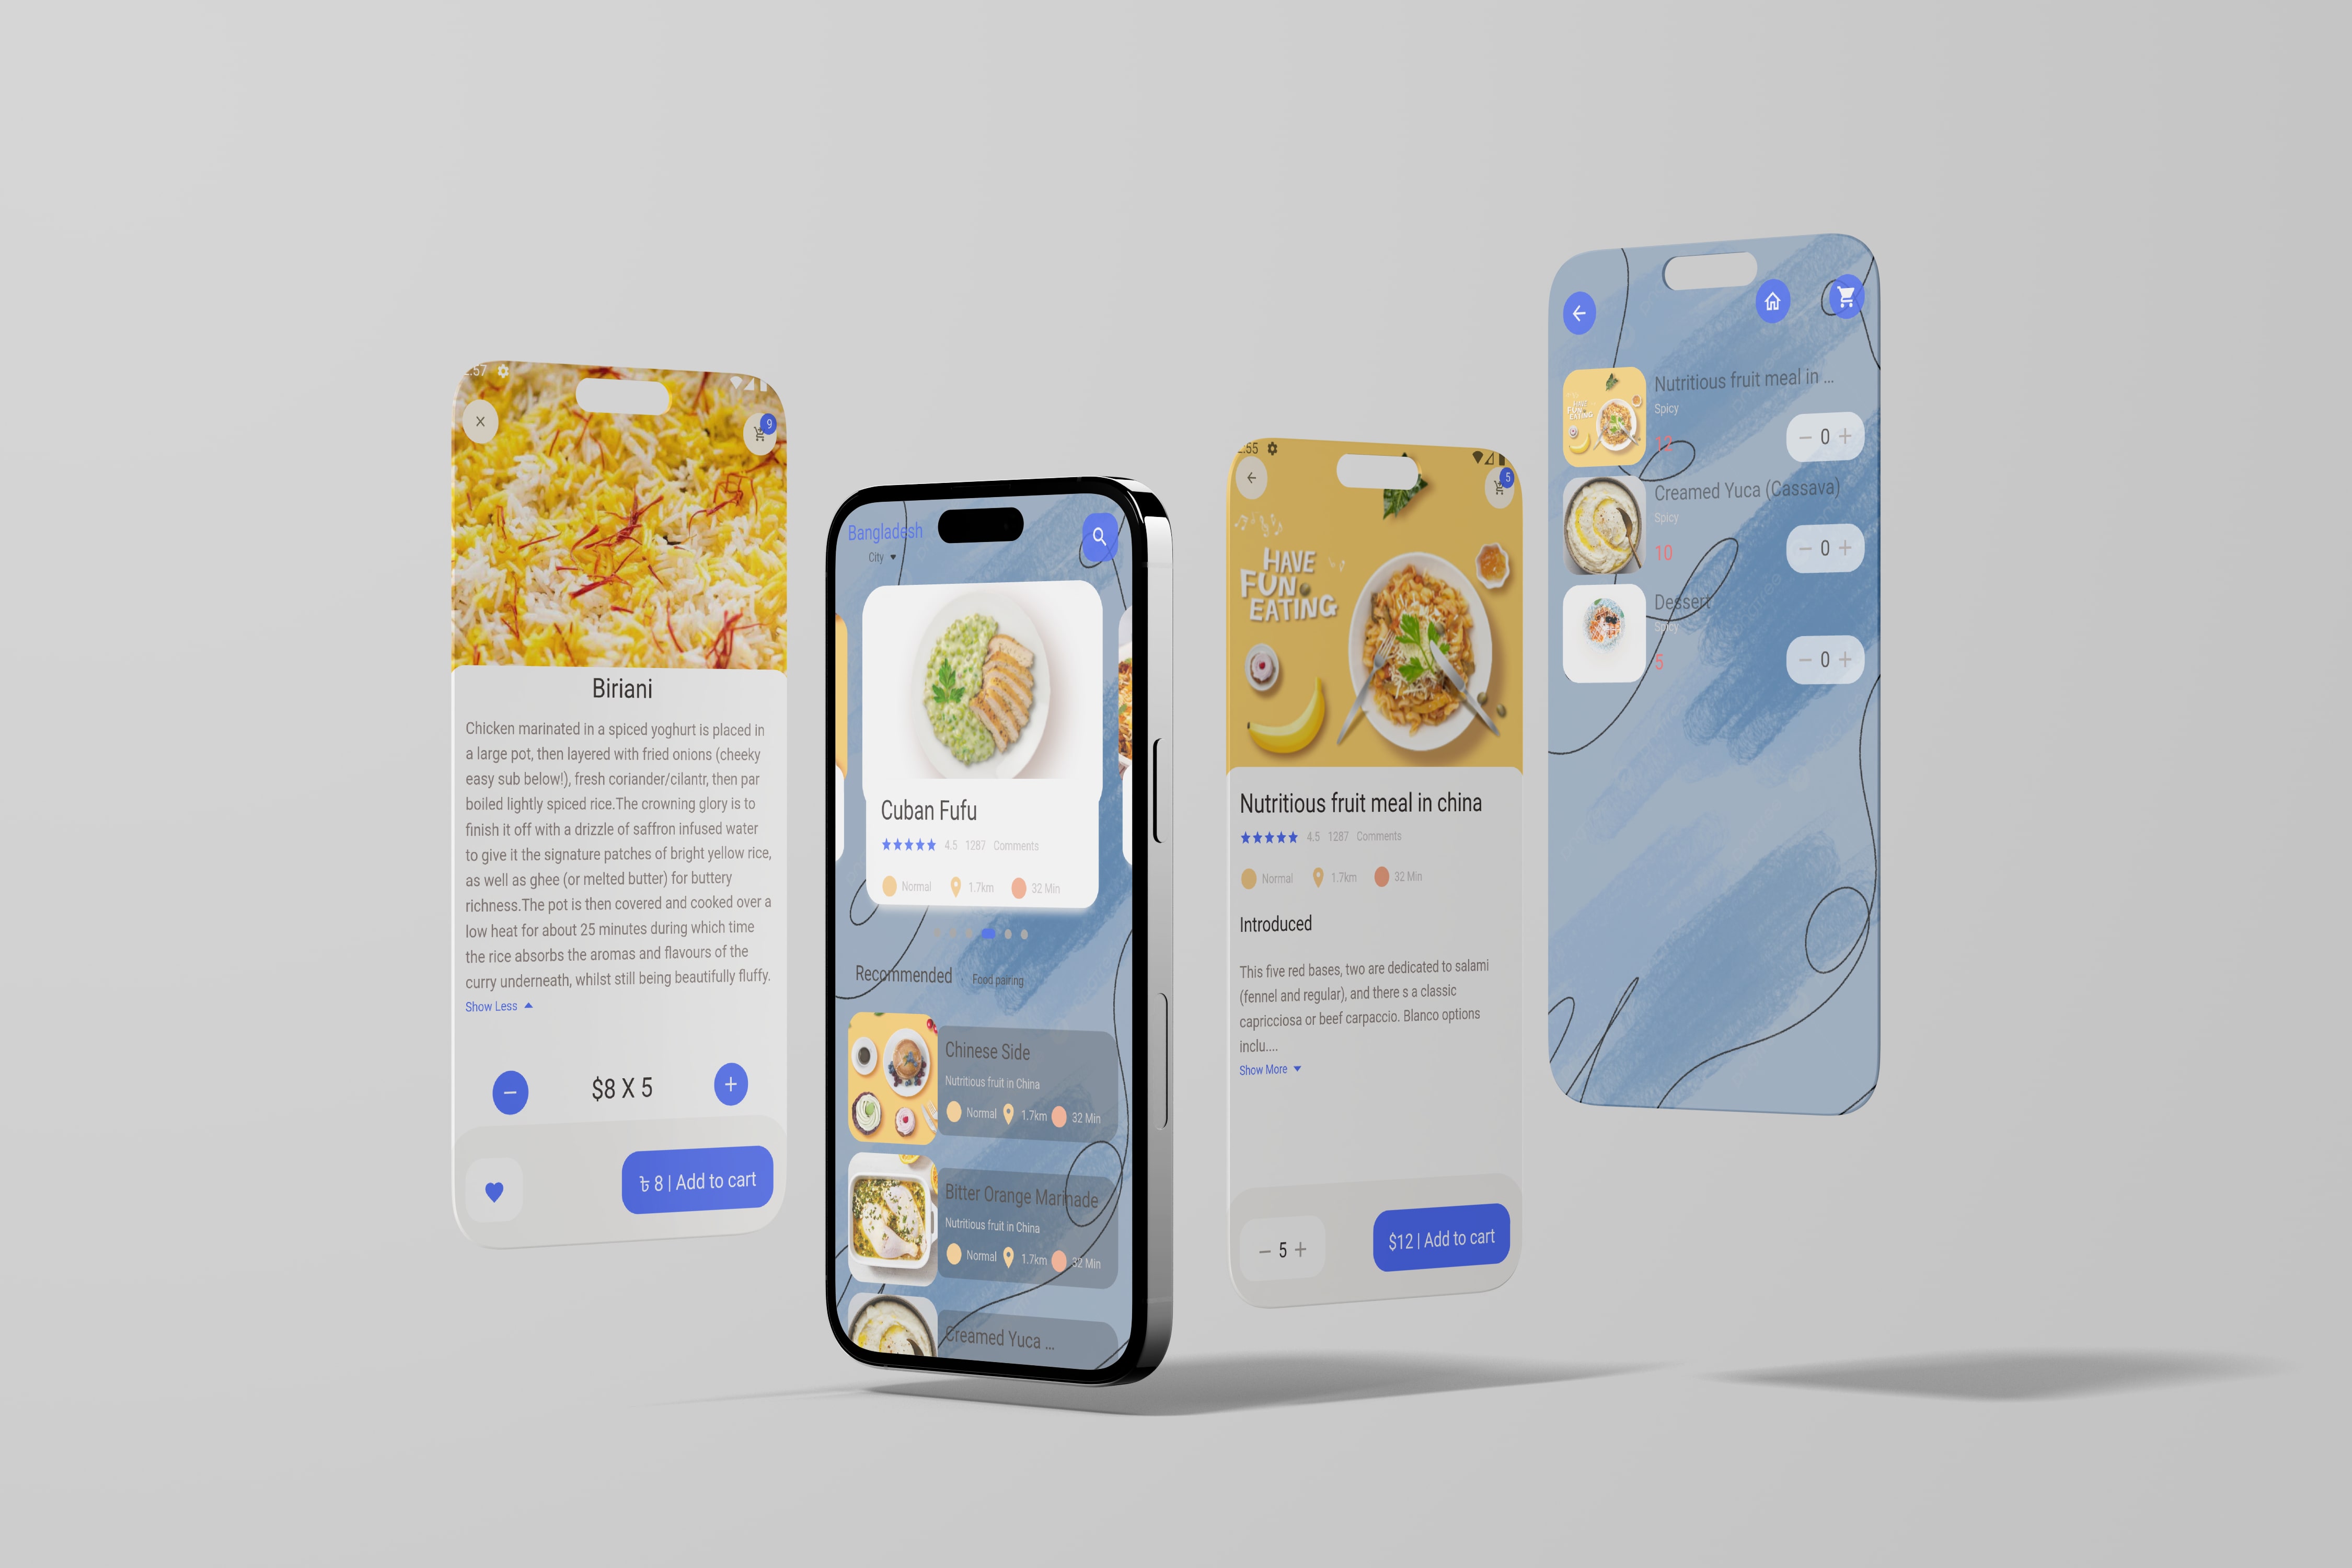 :57
9
Biriani
Chicken marinated in a spiced yoghurt is placed in
a large pot, then layered with fried onions (cheeky
easy sub below!), fresh coriander/cilantr, then par
boiled lightly spiced rice.The crowning glory is to
finish it off with a drizzle of saffron infused water
to give it the signature patches of bright yellow rice,
as well as ghee (or melted butter) for buttery
richness.The pot is then covered and cooked over a
low heat for about 25 minutes during which time
the rice absorbs the aromas and flavours of the
curry underneath, whilst still being beautifully fluffy.
Show Less
$8 X 5
৳ 8 | Add to cart
Bangladesh
City
Cuban Fufu
4.5 1287 Comments
Normal 1.7km 32 Min
Recommended
Food pairing
Chinese Side
Nutritious fruit in China
Normal 1.7km 32 Min
Bitter Orange Marinade
Nutritious fruit in China
Normal 1.7km 32 Min
Creamed Yuca ...
:55
5
HAVE
FUN
EATING
Nutritious fruit meal in china
4.5 1287 Comments
Normal 1.7km 32 Min
Introduced
This five red bases, two are dedicated to salami
(fennel and regular), and there s a classic
capricciosa or beef carpaccio. Blanco options
inclu....
Show More
5
$12 | Add to cart
HAVE
FUN
EATING
Nutritious fruit meal in ...
Spicy
12
0
Creamed Yuca (Cassava)
Spicy
10
0
Dessert
Spicy
5
0